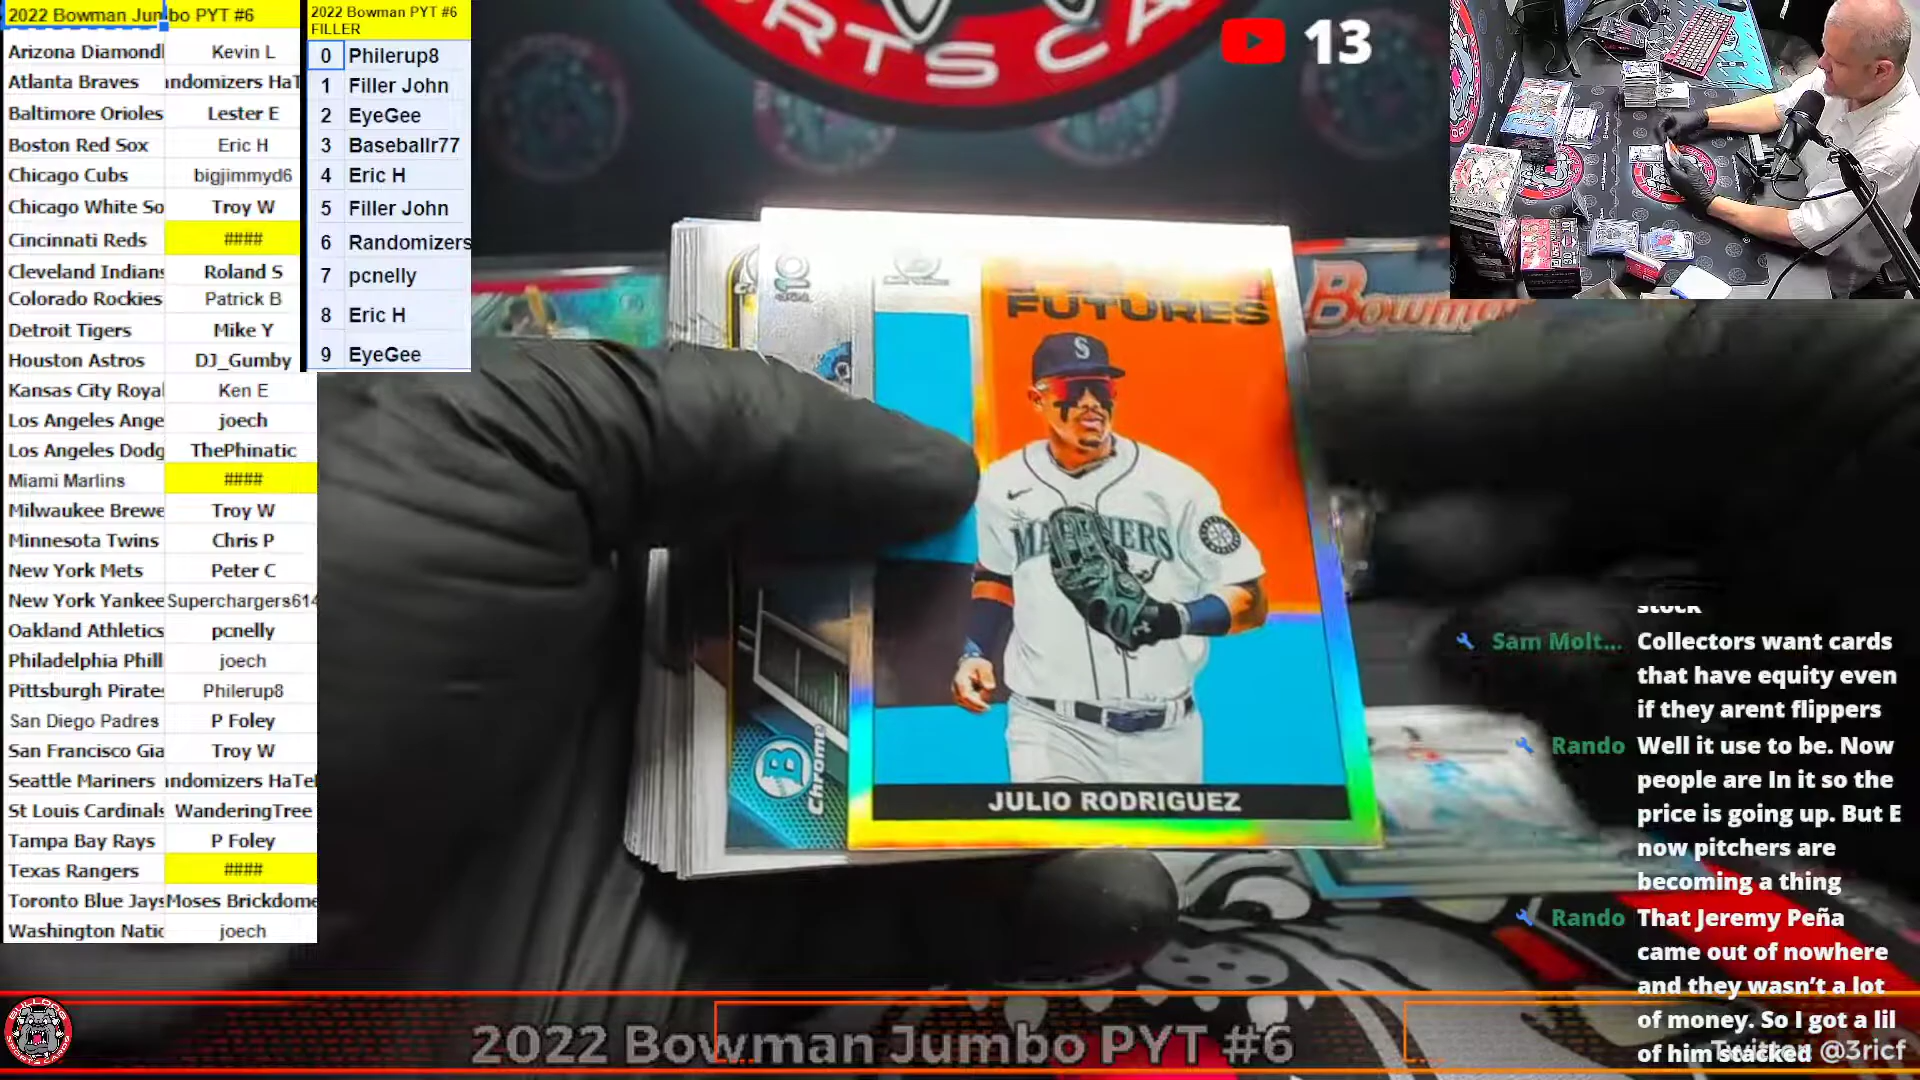 2022 Bowman Jumbo PYT #6
Arizona Diamond Kevin L
Atlanta Braves andomizers HaT
Baltimore Orioles Lester E
Boston Red Sox Eric H
Chicago Cubs bigjimmyd6
Chicago White So Troy W
Cincinnati Reds ####
Cleveland Indians Roland S
Colorado Rockies Patrick B
Detroit Tigers Mike Y
Houston Astros DJ_Gumby
Kansas City Royal Ken E
Los Angeles Ange joech
Los Angeles Dodg ThePhinatic
Miami Marlins ####
Milwaukee Brewe Troy W
Minnesota Twins Chris P
New York Mets Peter C
New York Yankee Superchargers614
Oakland Athletics pcnelly
Philadelphia Phill joech
Pittsburgh Pirates Philerup8
San Diego Padres P Foley
San Francisco Gia Troy W
Seattle Mariners andomizers HaTe
St Louis Cardinals WanderingTree
Tampa Bay Rays P Foley
Texas Rangers ####
Toronto Blue Jays Moses Brickdome
Washington Natio joech
2022 Bowman PYT #6
FILLER
0 Philerup8
1 Filler John
2 EyeGee
3 Baseballr77
4 Eric H
5 Filler John
6 Randomizers
7 pcnelly
8 Eric H
9 EyeGee
RTS CA
13
Bowman
FUTURES
S
MARINERS
JULIO RODRIGUEZ
B
Chrome
stock
Sam Molt... Collectors want cards
that have equity even
if they arent flippers
Rando Well it use to be. Now
people are In it so the
price is going up. But E
now pitchers are
becoming a thing
Rando That Jeremy Peña
came out of nowhere
and they wasn't a lot
of money. So I got a lil
of him stacked
Twitter @3ricf
BULLDOG
SPORTS CARDS
2022 Bowman Jumbo PYT #6